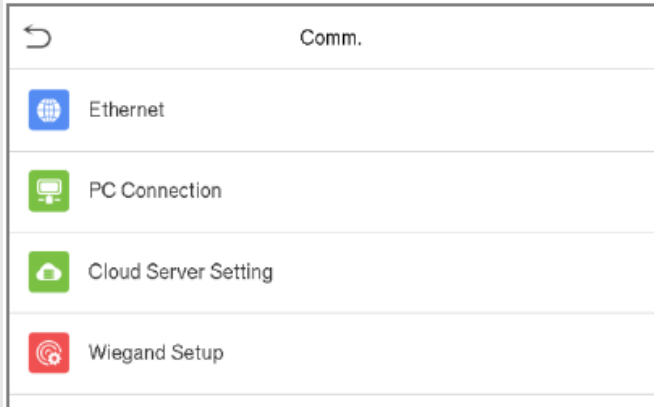 Comm.
Ethernet
PC Connection
Cloud Server Setting
Wiegand Setup